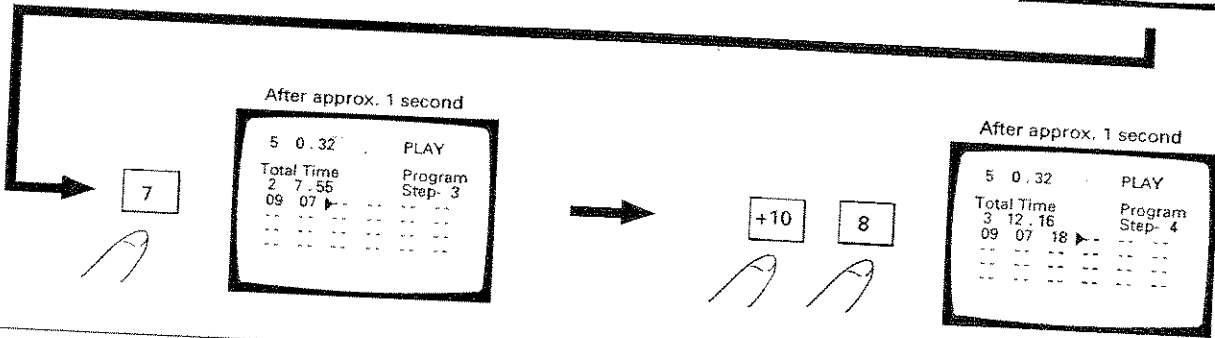 After approx. 1 second
5 0.32 PLAY
Total Time Program
2 7.55 Step- 3
09 07 ▶-- -- -- --
-- -- -- -- -- --
-- -- -- -- -- --
-- -- -- -- -- --
7
+10 8
After approx. 1 second
5 0.32 PLAY
Total Time Program
3 12.16 Step- 4
09 07 18 ▶-- -- --
-- -- -- -- -- --
-- -- -- -- -- --
-- -- -- -- -- --